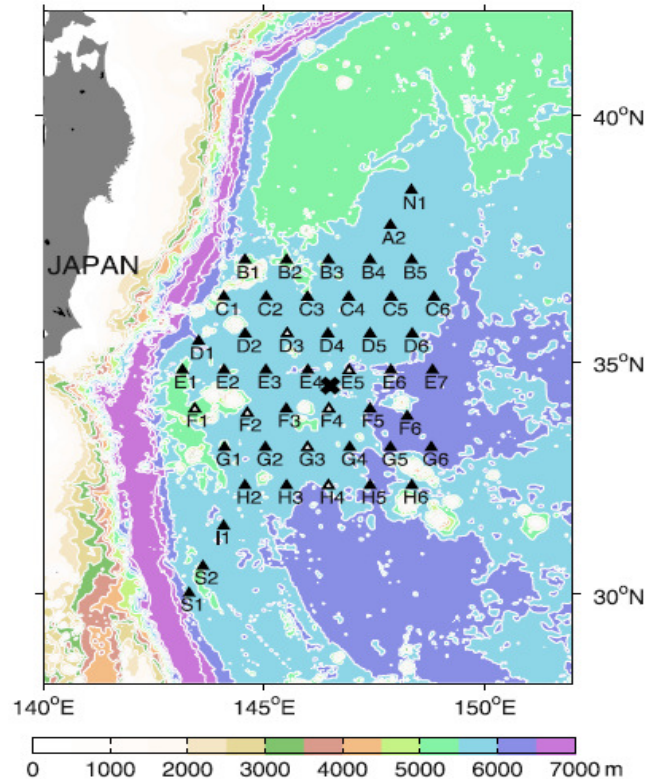 40°N
N1
A2
JAPAN
B1 B2 B3 B4 B5
C1 C2 C3 C4 C5 C6
D1 D2 D3 D4 D5 D6
35°N
E1 E2 E3 E4 E5 E6 E7
F1 F2 F3 F4 F5 F6
G1 G2 G3 G4 G5 G6
H2 H3 H4 H5 H6
I1
S2
S1
30°N
140°E 145°E 150°E
0 1000 2000 3000 4000 5000 6000 7000 m